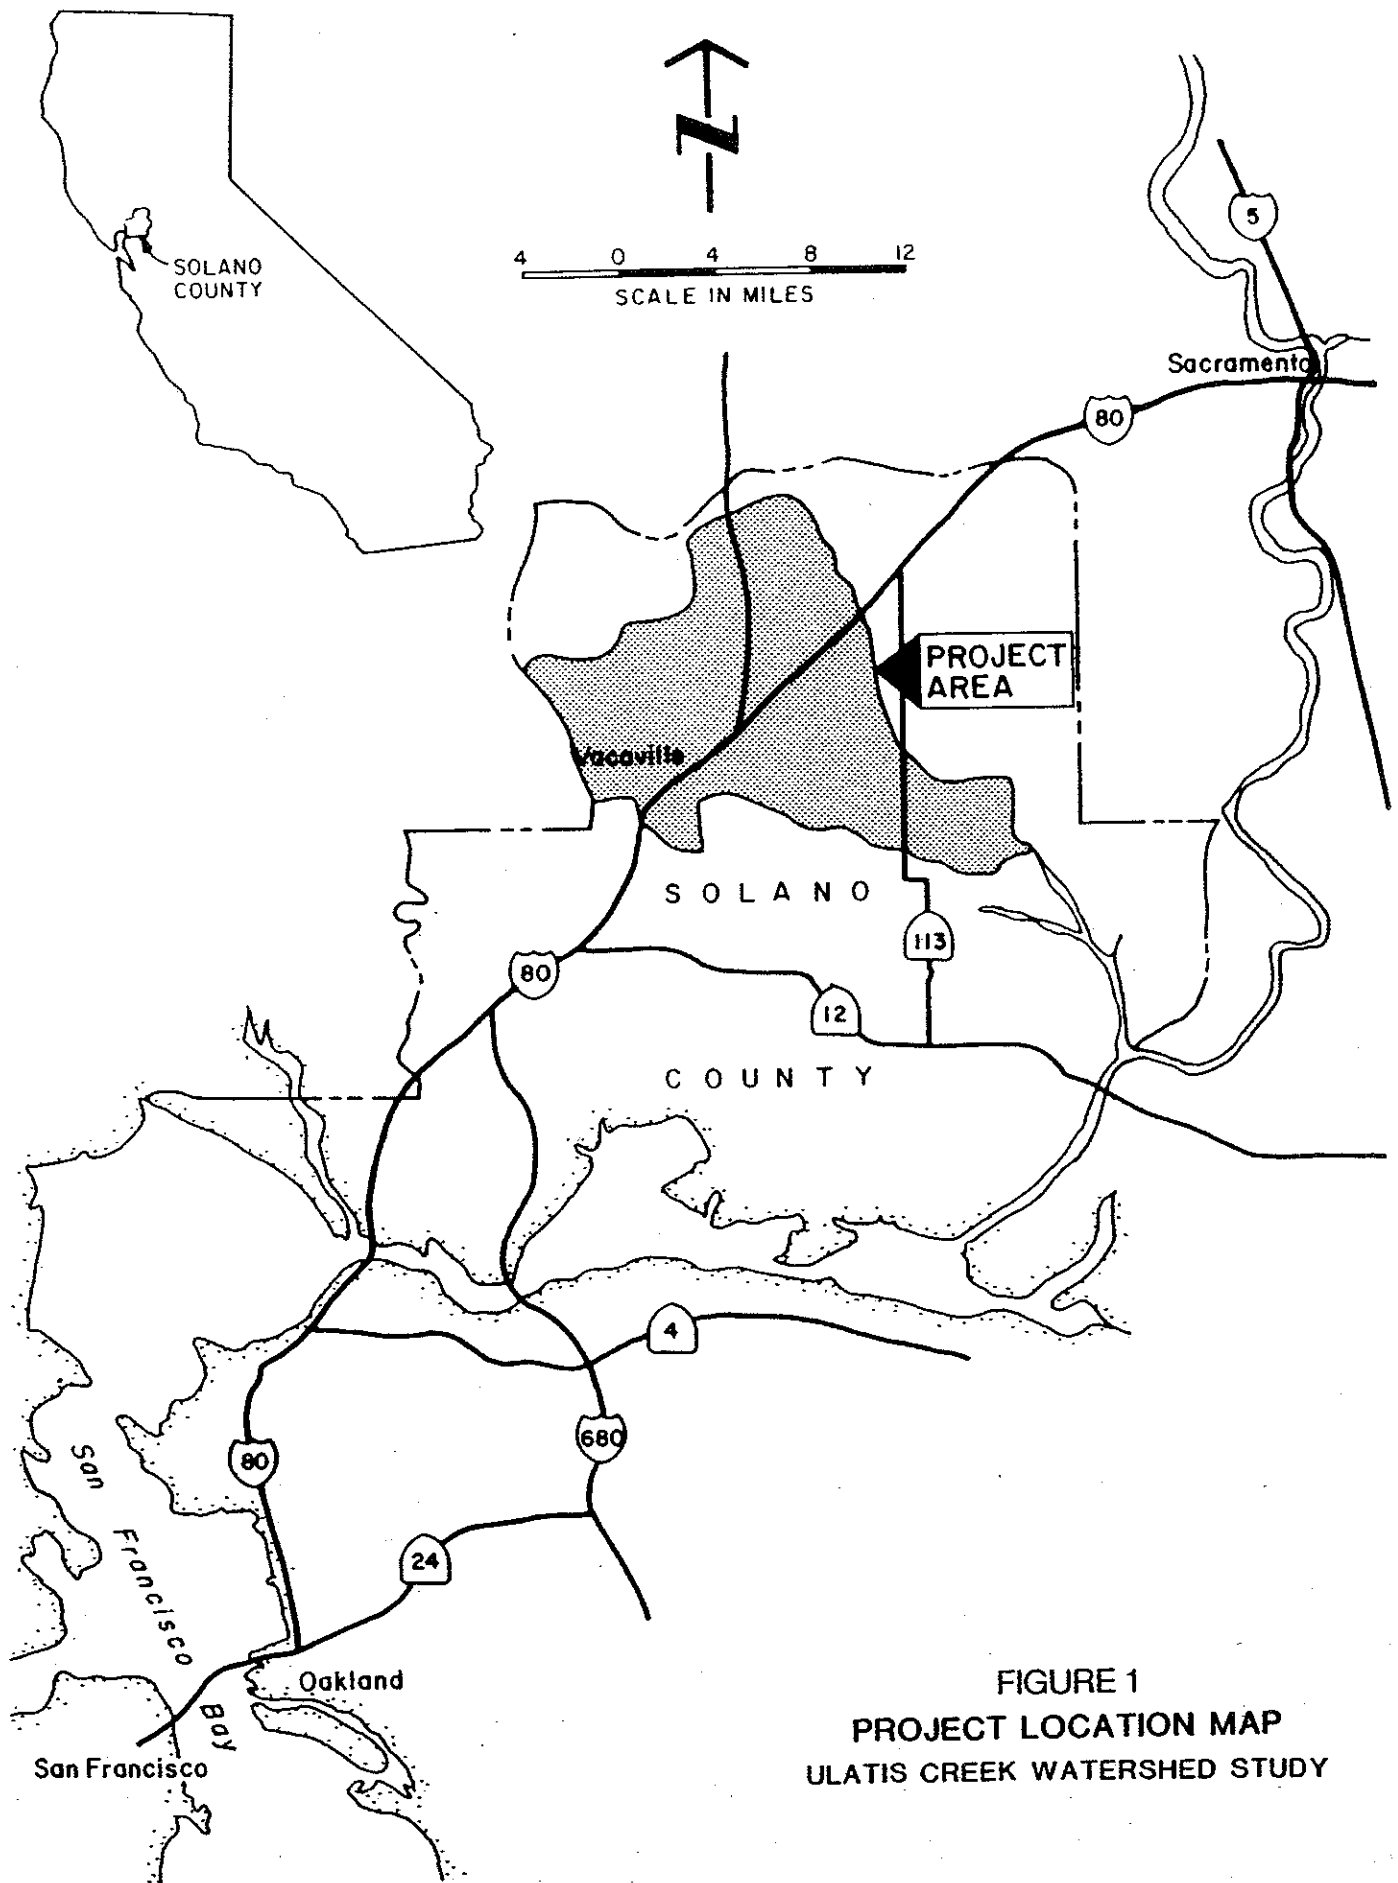 N
5
SOLANO
COUNTY
4 0 4 8 12
SCALE IN MILES
Sacramento
80
PROJECT
AREA
Vacaville
SOLANO
113
80
12
COUNTY
4
680
80
San
Francisco
Bay
24
Oakland
San Francisco
FIGURE 1
PROJECT LOCATION MAP
ULATIS CREEK WATERSHED STUDY